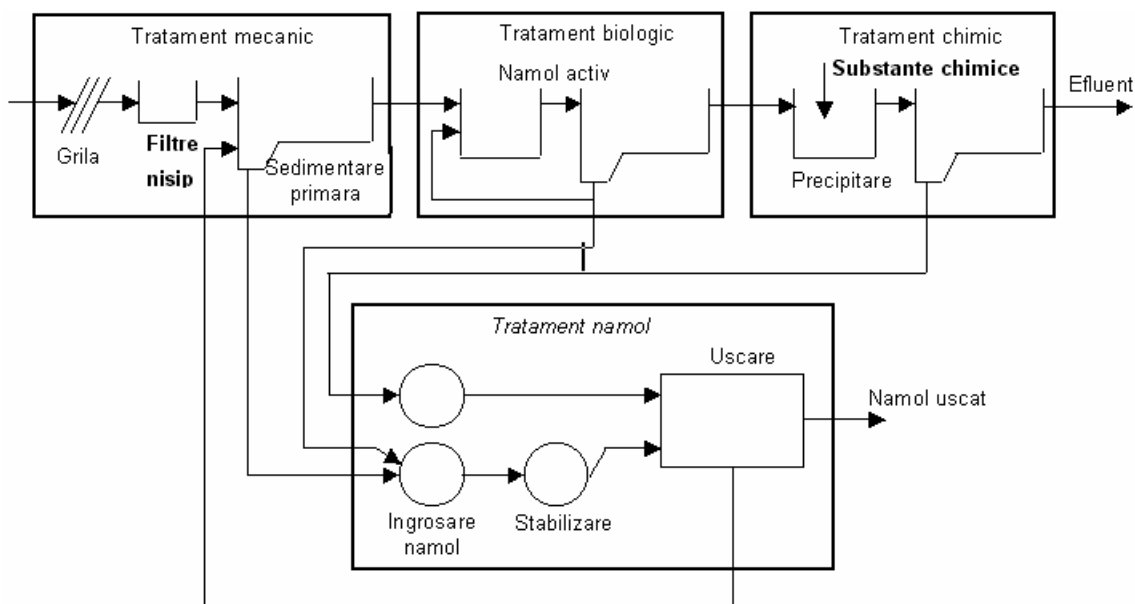 Tratament mecanic
Tratament biologic
Tratament chimic
Namol activ
Substante chimice
Efluent
Grila
Filtre
nisip
Sedimentare
primara
Precipitare
Tratament namol
Uscare
Namol uscat
Ingrosare
namol
Stabilizare